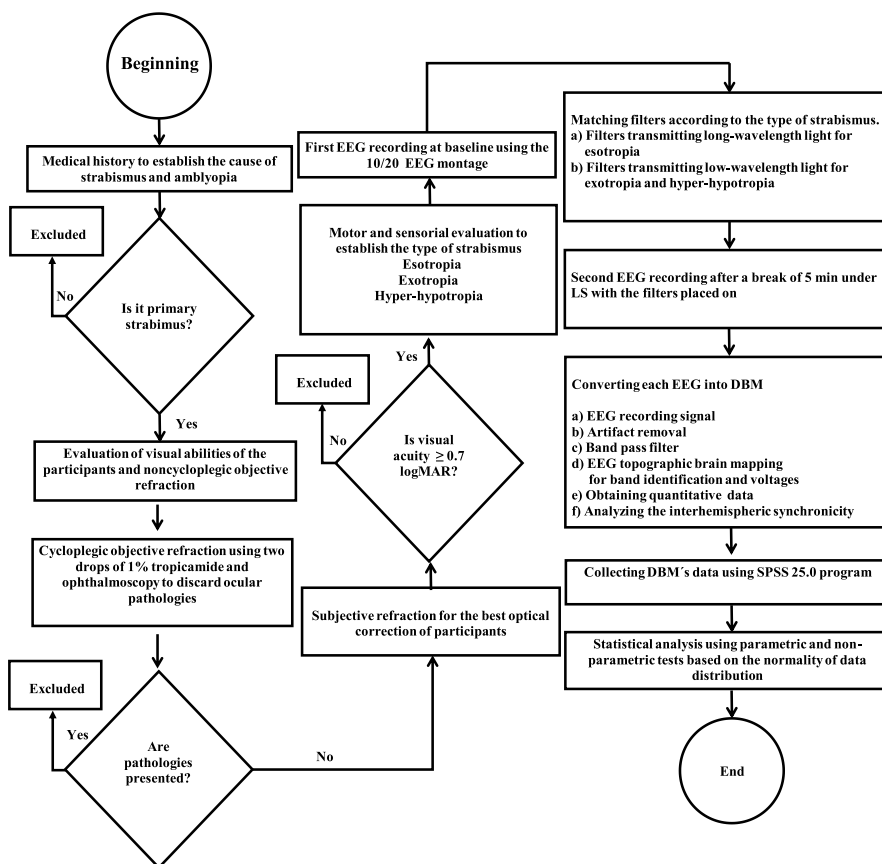 Beginning
Medical history to establish the cause of
strabismus and amblyopia
Excluded
No
Is it primary
strabimus?
Yes
Evaluation of visual abilities of the
participants and noncycloplegic objective
refraction
Cycloplegic objective refraction using two
drops of 1% tropicamide and
and ophthalmoscopy to discard ocular
pathologies
Excluded
Yes
Are
pathologies
presented?
No
Subjective refraction for the best optical
correction of participants
Is visual
acuity ≥ 0.7
logMAR?
No
Excluded
Yes
Motor and sensorial evaluation to
establish the type of strabismus
Esotropia
Exotropia
Hyper-hypotropia
First EEG recording at baseline using the
10/20 EEG montage
Matching filters according to the type of strabismus.
a) Filters transmitting long-wavelength light for
esotropia
b) Filters transmitting low-wavelength light for
exotropia and hyper-hypotropia
Second EEG recording after a break of 5 min under
LS with the filters placed on
Converting each EEG into DBM
a) EEG recording signal
b) Artifact removal
c) Band pass filter
d) EEG topographic brain mapping
for band identification and voltages
e) Obtaining quantitative data
f) Analyzing the interhemispheric synchronicity
Collecting DBM´s data using SPSS 25.0 program
Statistical analysis using parametric and non-
parametric tests based on the normality of data
distribution
End